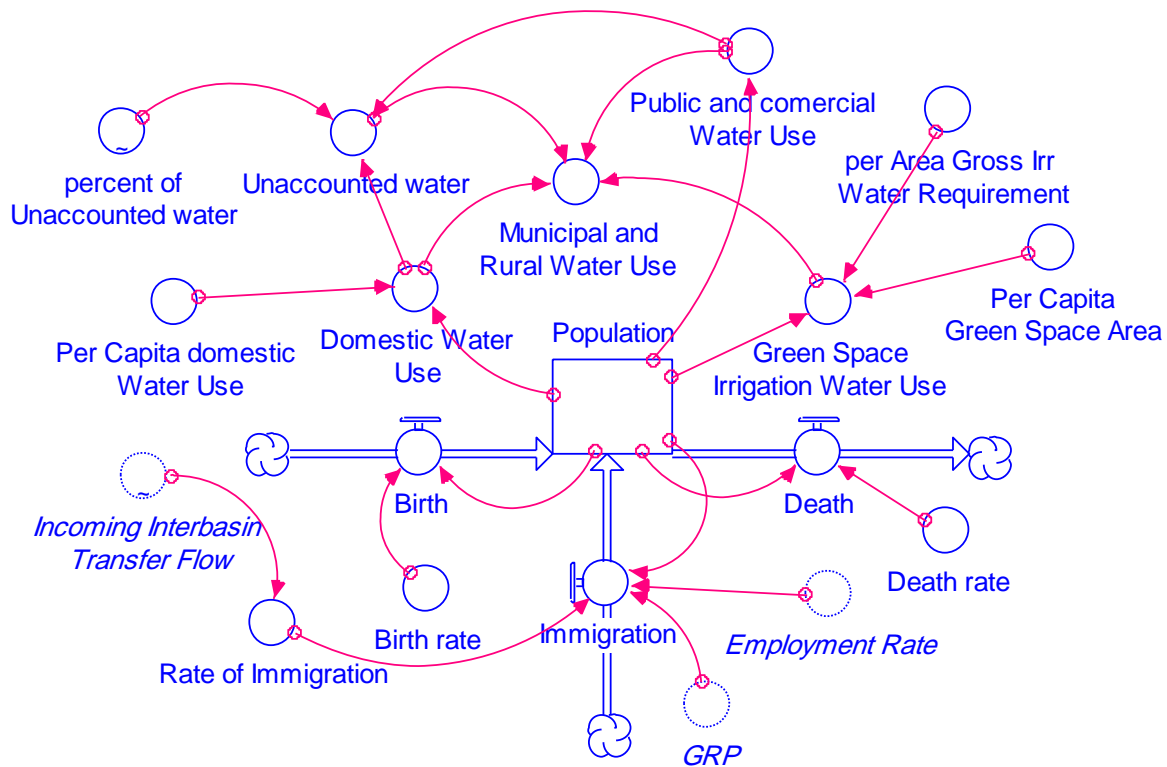 Public and comercial
Water Use
per Area Gross Irr
Water Requirement
~
percent of
Unaccounted water
Unaccounted water
Municipal and
Rural Water Use
Per Capita
Green Space Area
Per Capita domestic
Water Use
Domestic Water
Use
Population
Green Space
Irrigation Water Use
~
Incoming Interbasin
Transfer Flow
Birth
Death
Death rate
Birth rate
Rate of Immigration
Immigration
Employment Rate
GRP